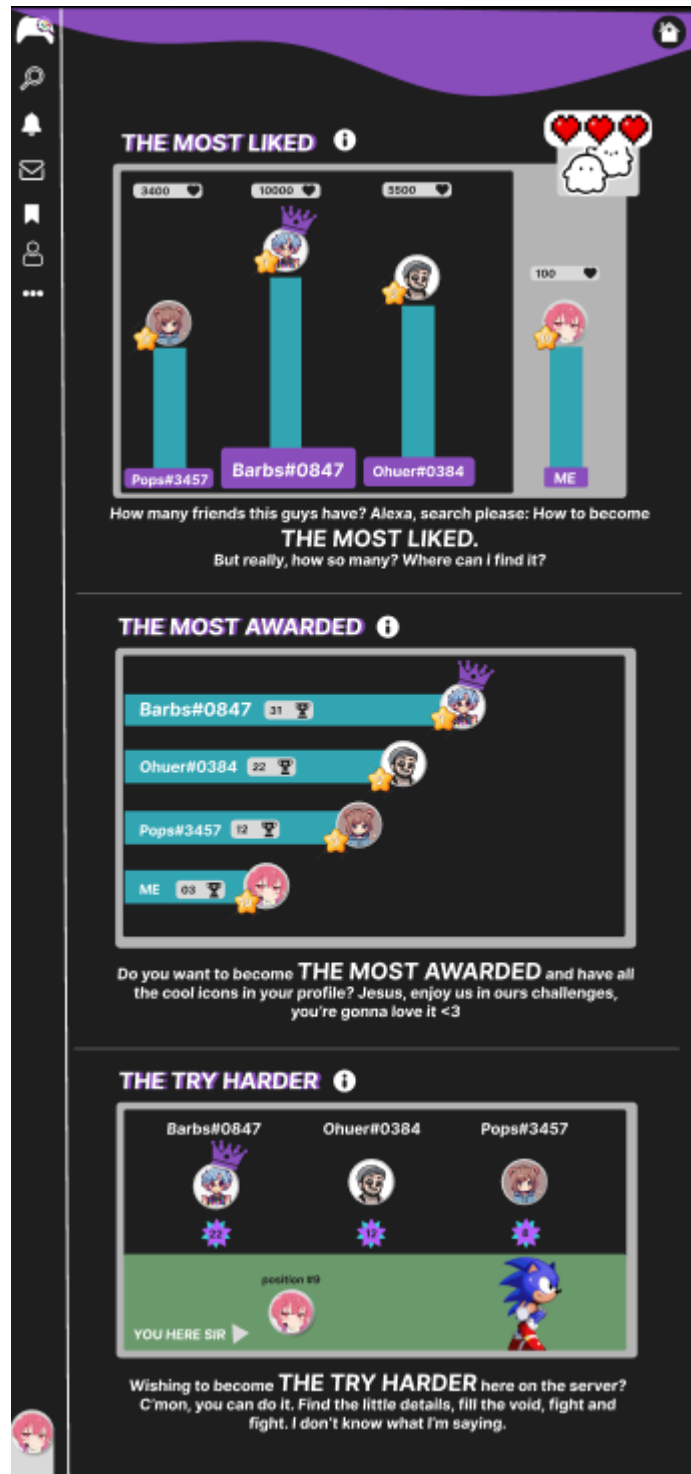 THE MOST LIKED
3400
10000
5500
100
Pops#3457
Barbs#0847
Ohuer#0384
ME
How many friends this guys have? Alexa, search please: How to become
THE MOST LIKED.
But really, how so many? Where can i find it?
THE MOST AWARDED
Barbs#0847 31
Ohuer#0384 22
Pops#3457 12
ME 03
Do you want to become THE MOST AWARDED and have all
the cool icons in your profile? Jesus, enjoy us in ours challenges,
you're gonna love it <3
THE TRY HARDER
Barbs#0847 Ohuer#0384 Pops#3457
22 12 8
position #9
YOU HERE SIR
Wishing to become THE TRY HARDER here on the server?
C'mon, you can do it. Find the little details, fill the void, fight and
fight. I don't know what I'm saying.